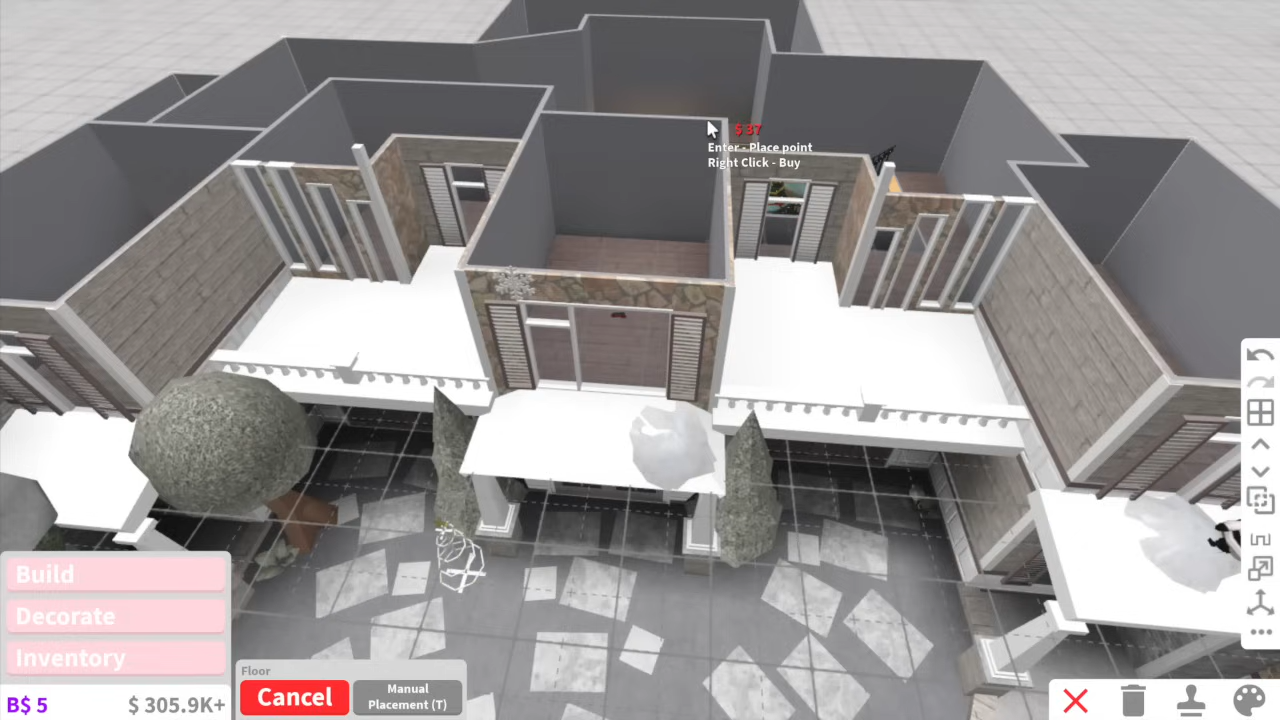 $ 37
Enter - Place point
Right Click - Buy
Build
Decorate
Inventory
B$ 5
$ 305.9K+
Floor
Cancel
Manual
Placement (T)